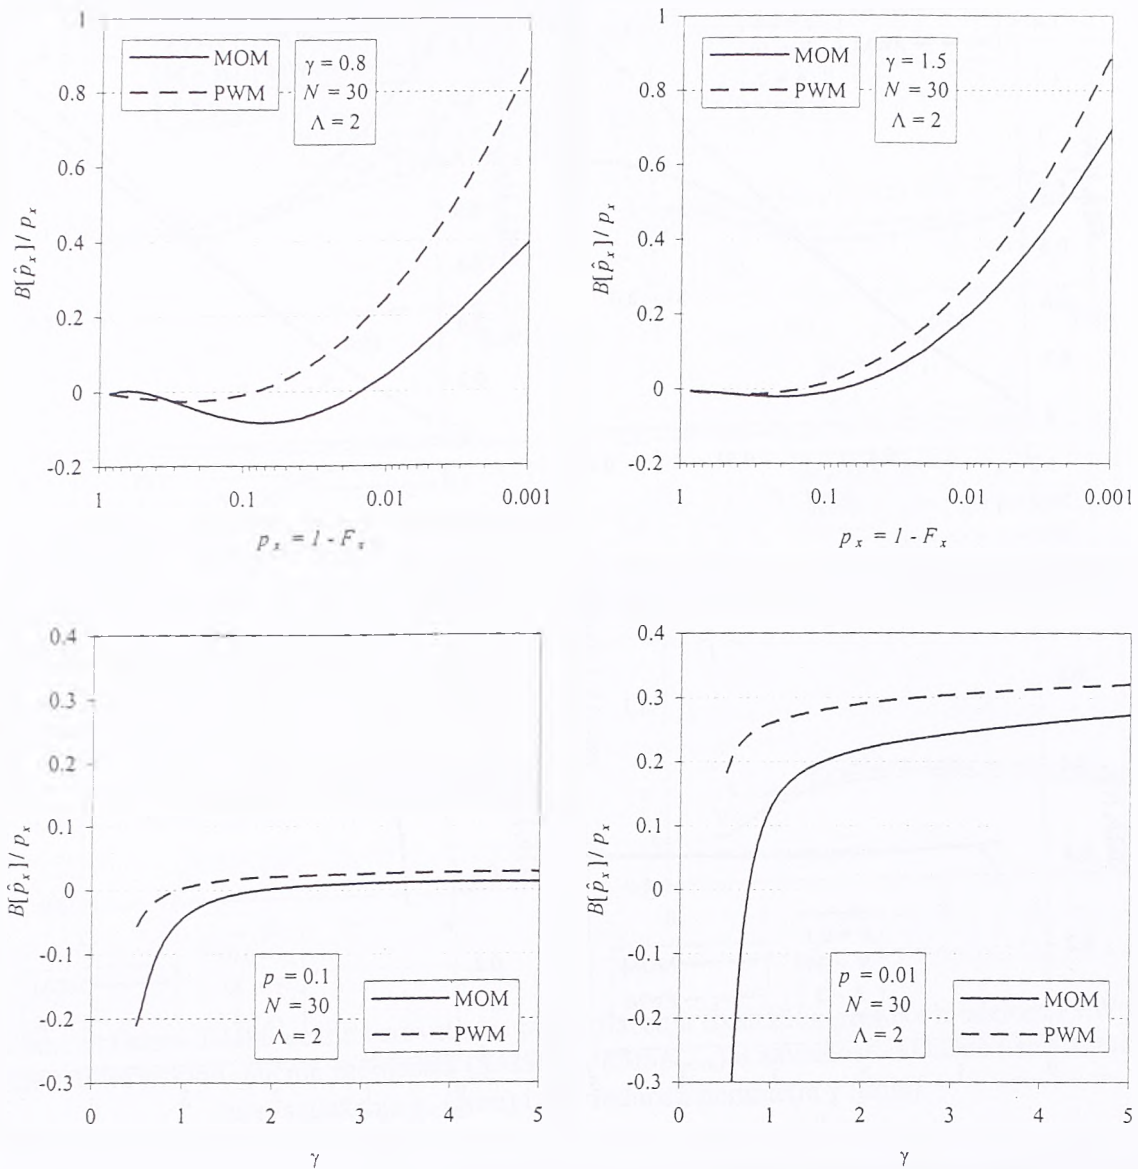 1
MOM
PWM
γ = 0.8
N = 30
Λ = 2
0.8
0.6
0.4
0.2
0
-0.2
B[p̂ₓ]/ pₓ
1
0.1
0.01
0.001
pₓ = 1 - Fₓ
1
MOM
PWM
γ = 1.5
N = 30
Λ = 2
0.8
0.6
0.4
0.2
0
-0.2
B[p̂ₓ]/ pₓ
1
0.1
0.01
0.001
pₓ = 1 - Fₓ
0.4
0.3
0.2
0.1
0
-0.1
-0.2
-0.3
B[p̂ₓ]/ pₓ
p = 0.1
N = 30
Λ = 2
MOM
PWM
0
1
2
3
4
5
γ
0.4
0.3
0.2
0.1
0
-0.1
-0.2
-0.3
B[p̂ₓ]/ pₓ
p = 0.01
N = 30
Λ = 2
MOM
PWM
0
1
2
3
4
5
γ